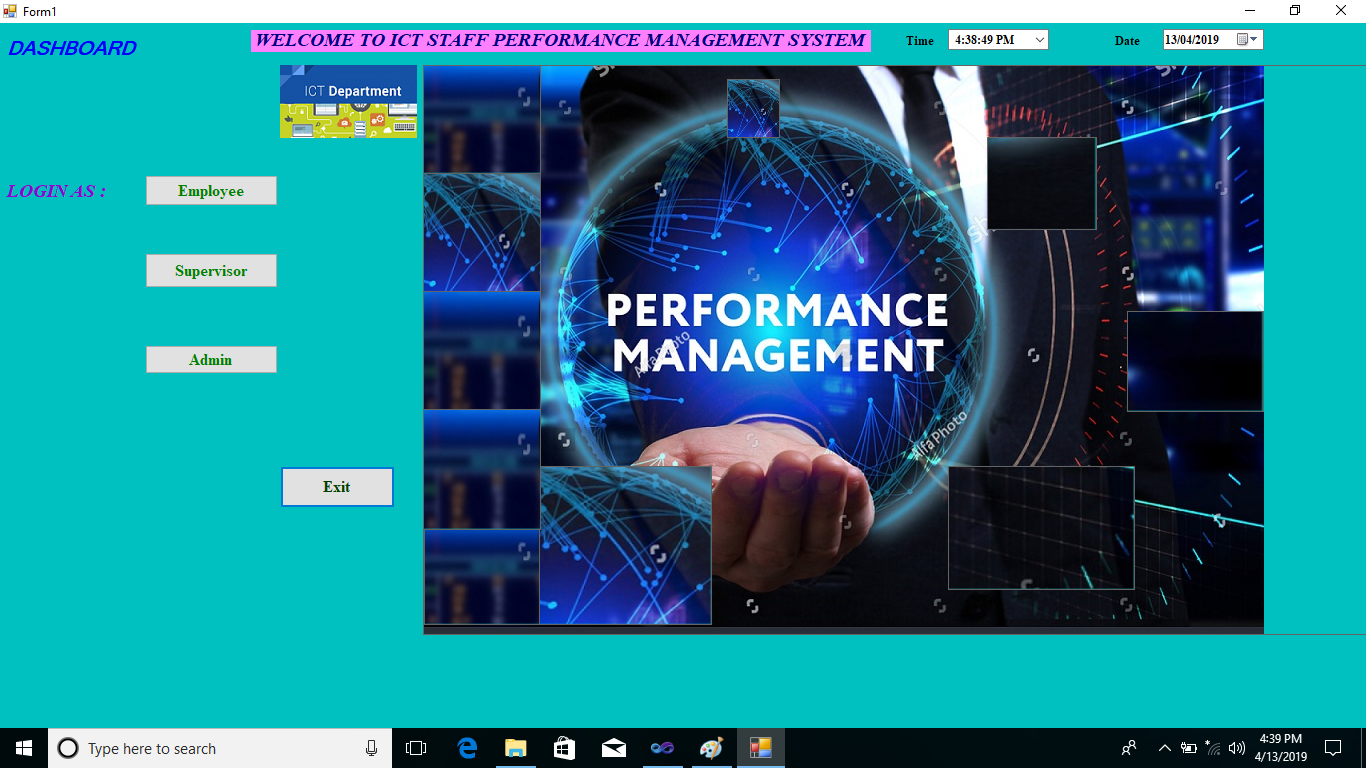 Form1
DASHBOARD
WELCOME TO ICT STAFF PERFORMANCE MANAGEMENT SYSTEM
Time
4:38:49 PM
Date
13/04/2019
ICT Department
LOGIN AS :
Employee
Supervisor
Admin
Exit
PERFORMANCE
MANAGEMENT
AlfaPhoto
AlfaPhoto
Type here to search
4:39 PM
4/13/2019